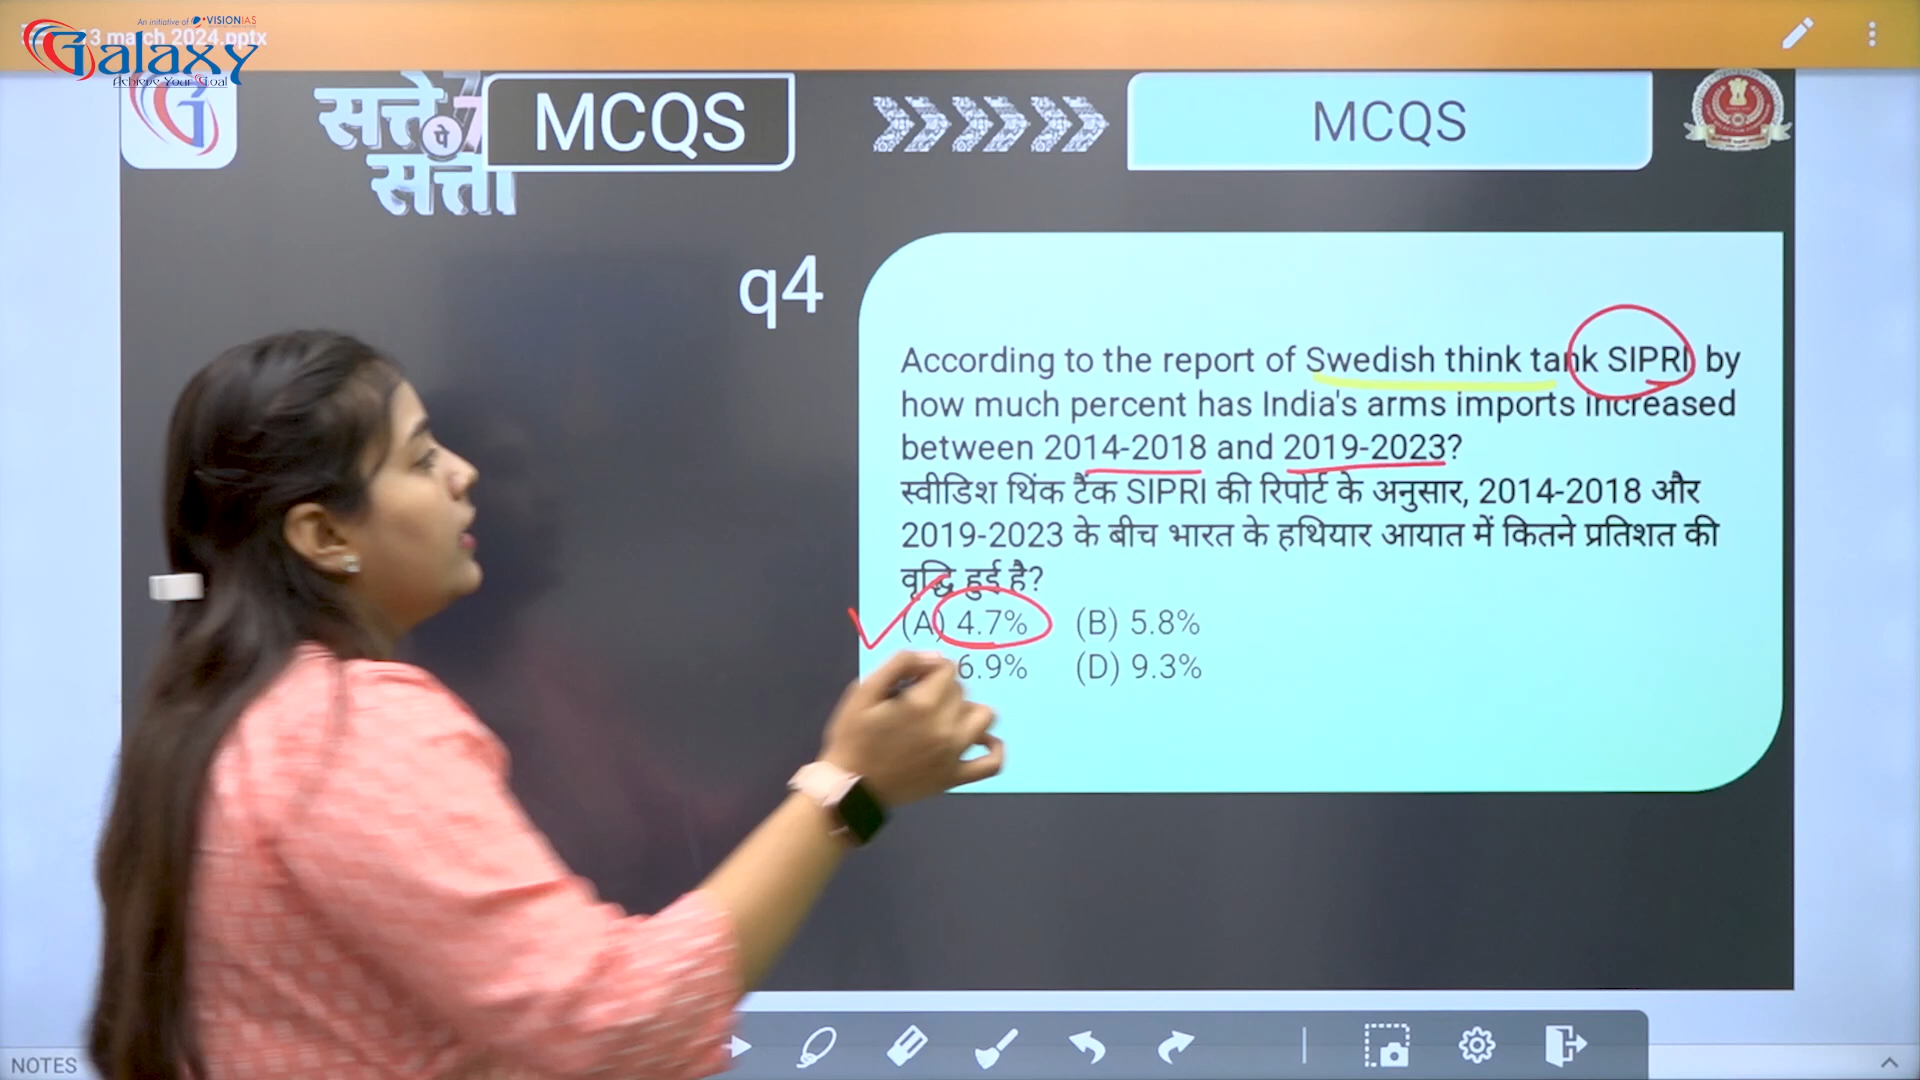 An initiative of VISIONIAS
Galaxy
Achieve Your Goal
3 march 2024.pptx
सत्ते पे
सत्ता
MCQS
MCQS
q4
According to the report of Swedish think tank SIPRI by
how much percent has India's arms imports increased
between 2014-2018 and 2019-2023?
स्वीडिश थिंक टैंक SIPRI की रिपोर्ट के अनुसार, 2014-2018 और
2019-2023 के बीच भारत के हथियार आयात में कितने प्रतिशत की
वृद्धि हुई है?
(A) 4.7% (B) 5.8%
6.9% (D) 9.3%
NOTES